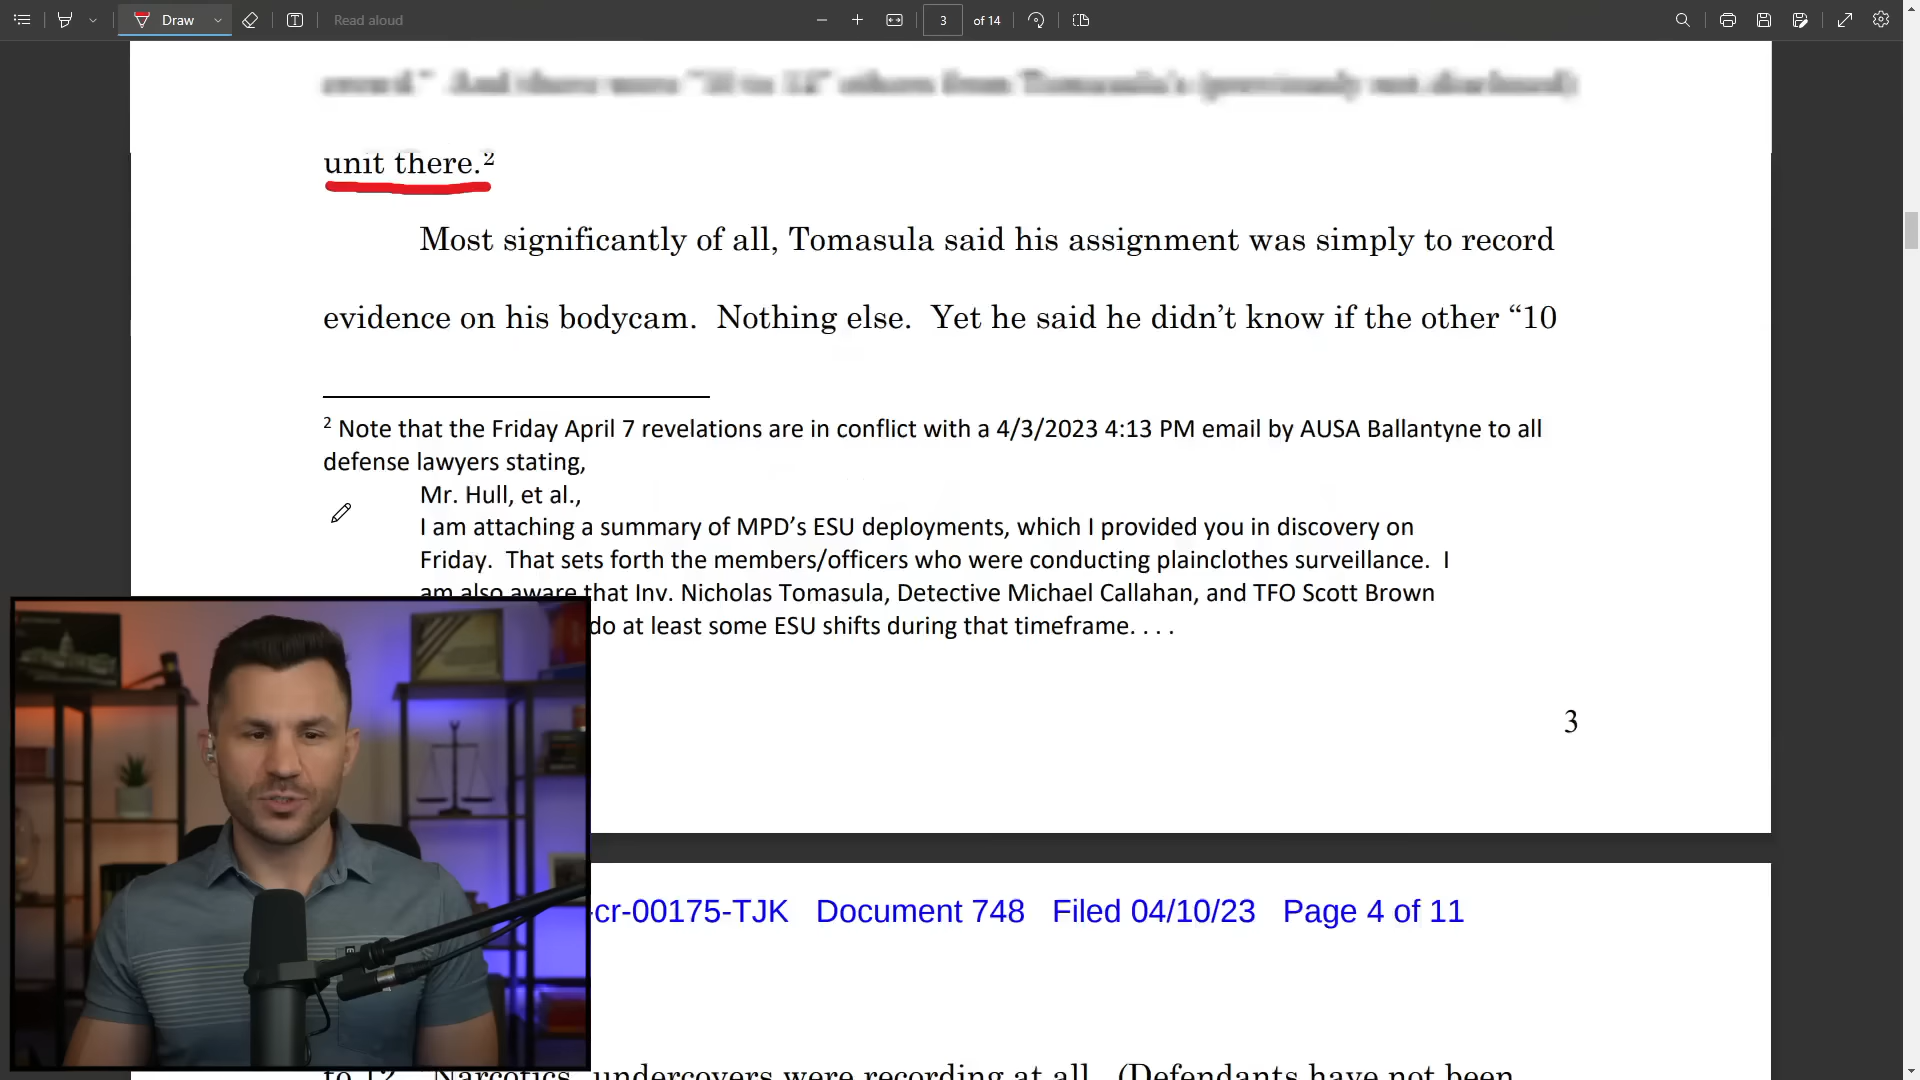 Draw
Read aloud
3 of 14
unit there.²
Most significantly of all, Tomasula said his assignment was simply to record
evidence on his bodycam. Nothing else. Yet he said he didn’t know if the other “10
² Note that the Friday April 7 revelations are in conflict with a 4/3/2023 4:13 PM email by AUSA Ballantyne to all
defense lawyers stating,
Mr. Hull, et al.,
I am attaching a summary of MPD’s ESU deployments, which I provided you in discovery on
Friday. That sets forth the members/officers who were conducting plainclothes surveillance. I
am also aware that Inv. Nicholas Tomasula, Detective Michael Callahan, and TFO Scott Brown
do at least some ESU shifts during that timeframe. . . .
3
-cr-00175-TJK Document 748 Filed 04/10/23 Page 4 of 11
to 12” Narcotics undercovers were recording at all. (Defendants have not been